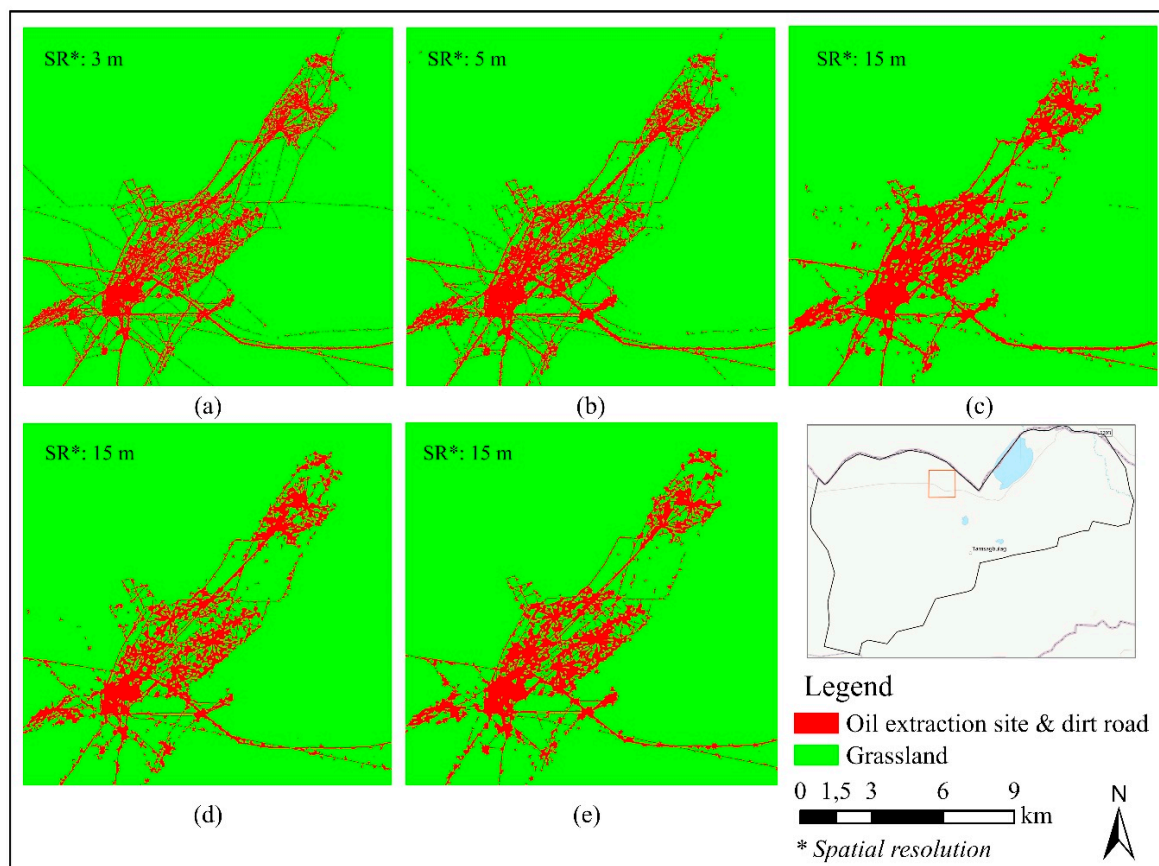 SR*: 3 m
SR*: 5 m
SR*: 15 m
(a)
(b)
(c)
SR*: 15 m
SR*: 15 m
(d)
(e)
Legend
Oil extraction site & dirt road
Grassland
0 1,5 3 6 9
km
N
* Spatial resolution